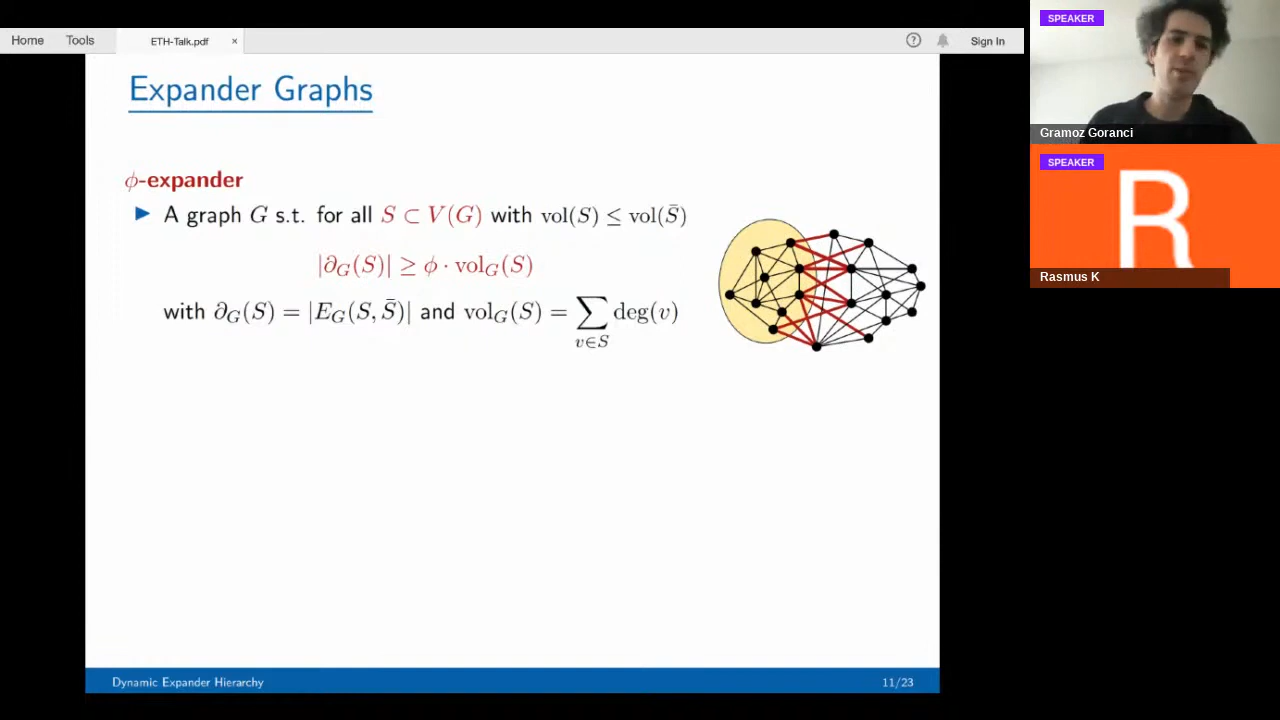 Home Tools ETH-Talk.pdf × ? Sign In
Expander Graphs
ϕ-expander
▶ A graph G s.t. for all S ⊂ V(G) with vol(S) ≤ vol(S̄)
|∂_G(S)| ≥ ϕ · vol_G(S)
with ∂_G(S) = |E_G(S, S̄)| and vol_G(S) = ∑_{v∈S} deg(v)
Dynamic Expander Hierarchy 11/23
SPEAKER
Gramoz Goranci
SPEAKER
R
Rasmus K